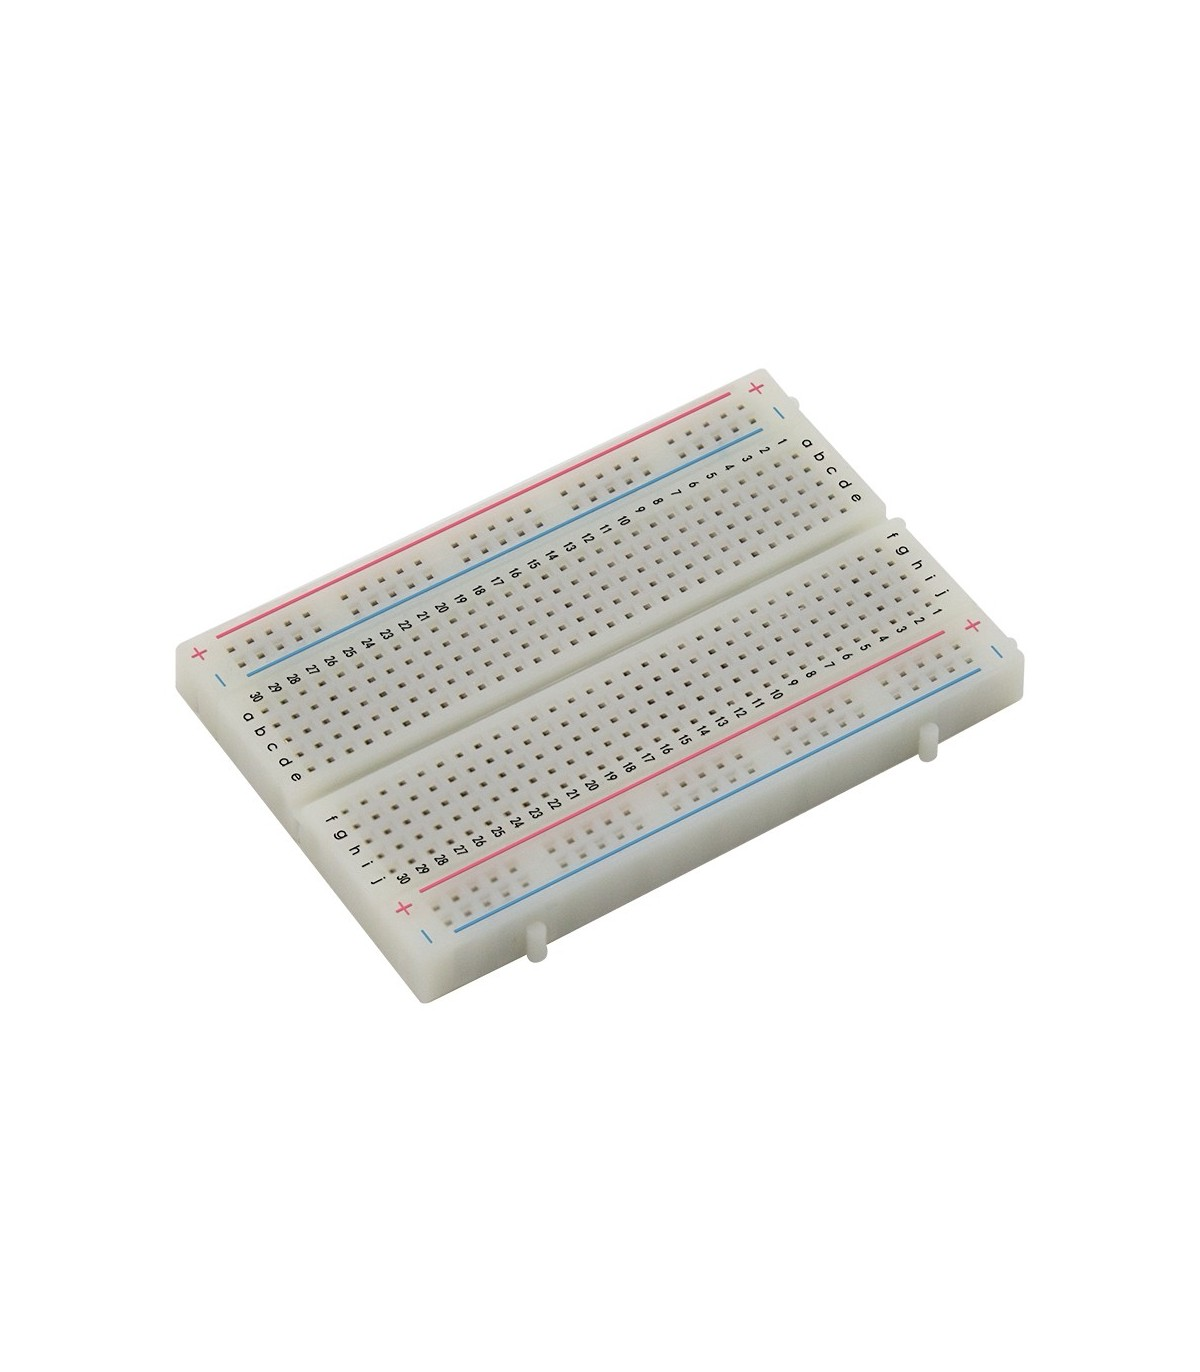 + +
− −
30 29 28 27 26 25 24 23 22 21 20 19 18 17 16 15 14 13 12 11 10 9 8 7 6 5 4 3 2 1
a a
b b
c c
d d
e e
f f
g g
h h
i i
j j
30 29 28 27 26 25 24 23 22 21 20 19 18 17 16 15 14 13 12 11 10 9 8 7 6 5 4 3 2 1
+ +
− −